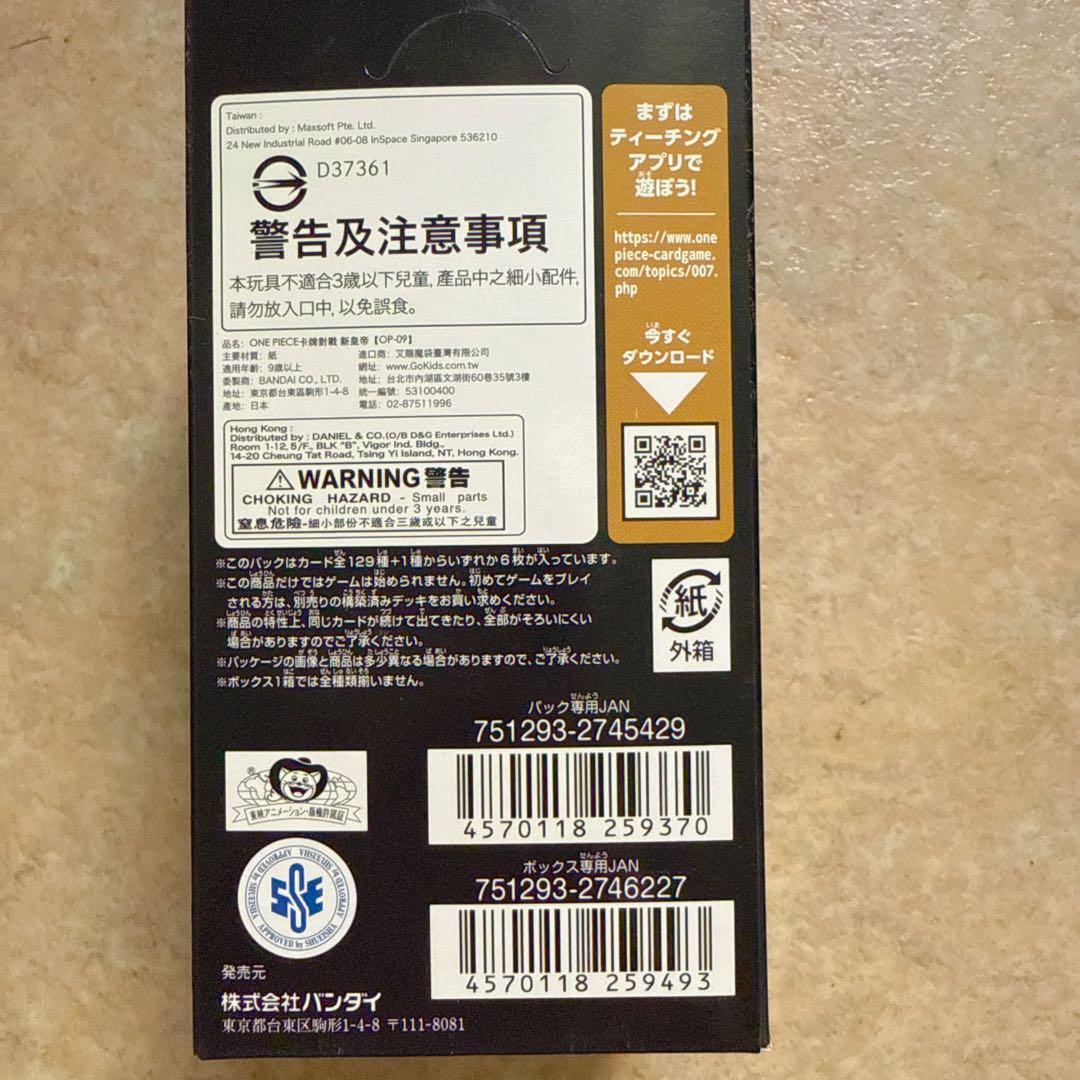 Taiwan :
Distributed by : Maxsoft Pte. Ltd.
24 New Industrial Road #06-08 InSpace Singapore 536210
D37361
警告及注意事項
本玩具不適合3歲以下兒童, 產品中之細小配件,
請勿放入口中, 以免誤食。
品名: ONE PIECE卡牌對戰 新皇帝【OP-09】
主要材質: 紙
適用年齡: 9歲以上
委製商: BANDAI CO., LTD.
地址: 東京都台東區駒形1-4-8
產地: 日本
進口商: 艾賜魔袋臺灣有限公司
網址: www.GoKids.com.tw
地址: 台北市內湖區文湖街60巷35號3樓
統一編號: 53100400
電話: 02-87511996
Hong Kong :
Distributed by : DANIEL & CO.(O/B D&G Enterprises Ltd.)
Room 1-12, 5/F., BLK "B", Vigor Ind. Bldg.,
14-20 Cheung Tat Road, Tsing Yi Island, NT, Hong Kong.
WARNING 警告
CHOKING HAZARD - Small parts
Not for children under 3 years.
窒息危險-細小部份不適合三歲或以下之兒童
まずは
ティーチング
アプリで
遊ぼう!
https://www.one
piece-cardgame.
com/topics/007.
php
今すぐ
ダウンロード
※このパックはカード全129種+1種からいずれか6枚が入っています。
※この商品だけではゲームは始められません。初めてゲームをプレイ
される方は、別売りの構築済みデッキをお買い求めください。
※商品の特性上、同じカードが続けて出てきたり、全部がそろいにくい
場合がありますのでご了承ください。
※パッケージの画像と商品は多少異なる場合がありますので、ご了承ください。
※ボックス1箱では全種類揃いません。
紙
外箱
パック専用JAN
751293-2745429
4570118 259370
ボックス専用JAN
751293-2746227
4570118 259493
®
東映アニメーション・版権許諾証
APPROVED by SHUEISHA APPROVED by SHUEISHA APPROVED by SHUEISHA
SSE
発売元
株式会社バンダイ
東京都台東区駒形1-4-8 〒111-8081